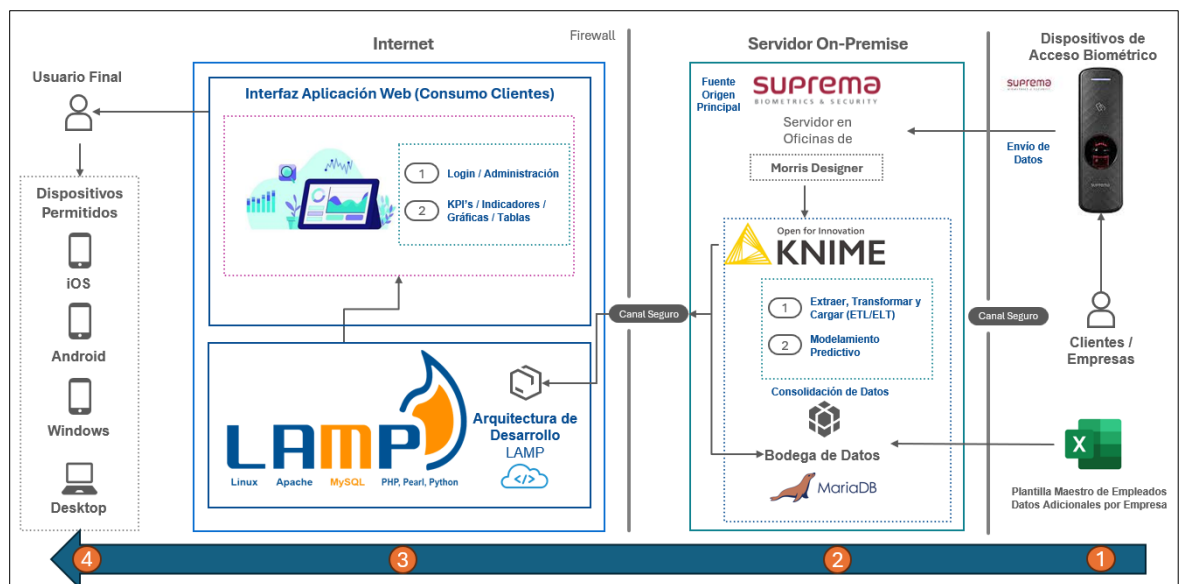 Internet
Firewall
Servidor On-Premise
Dispositivos de
Acceso Biométrico
Usuario Final
Dispositivos
Permitidos
iOS
Android
Windows
Desktop
Interfaz Aplicación Web (Consumo Clientes)
1 Login / Administración
2 KPI's / Indicadores /
Gráficas / Tablas
LAMP
Linux Apache MySQL PHP, Pearl, Python
Arquitectura de
Desarrollo
LAMP
</>
Canal Seguro
Fuente
Origen
Principal
suprema
BIOMETRICS & SECURITY
Servidor en
Oficinas de
Morris Designer
Open for Innovation
KNIME
1 Extraer, Transformar y
Cargar (ETL/ELT)
2 Modelamiento
Predictivo
Consolidación de Datos
Bodega de Datos
MariaDB
Canal Seguro
suprema
Envío de
Datos
suprema
Clientes /
Empresas
X
Plantilla Maestro de Empleados
Datos Adicionales por Empresa
4 3 2 1